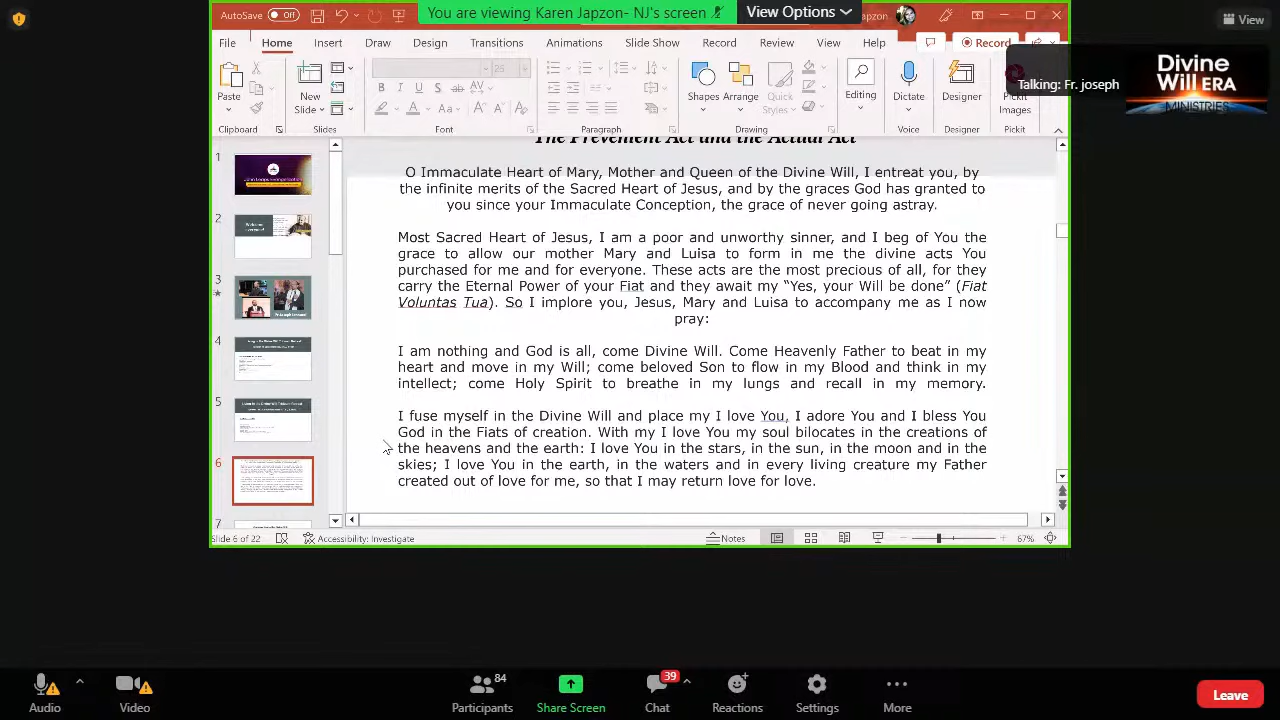 You are viewing Karen Japzon- NJ's screen
View Options
View
AutoSave Off
apzon
File Home Insert Draw Design Transitions Animations Slide Show Record Review View Help
Record
Talking: Fr. joseph
Divine
Will ERA
MINISTRIES
25
Paste
New
Slide
Shapes Arrange Quick
Styles
Editing
Dictate
Designer
Pickit
Images
Clipboard Slides Font Paragraph Drawing Voice Designer Pickit
The Prevenient Act and the Actual Act
O Immaculate Heart of Mary, Mother and Queen of the Divine Will, I entreat you, by
the infinite merits of the Sacred Heart of Jesus, and by the graces God has granted to
you since your Immaculate Conception, the grace of never going astray.
Most Sacred Heart of Jesus, I am a poor and unworthy sinner, and I beg of You the
grace to allow our mother Mary and Luisa to form in me the divine acts You
purchased for me and for everyone. These acts are the most precious of all, for they
carry the Eternal Power of your Fiat and they await my “Yes, your Will be done” (Fiat
Voluntas Tua). So I implore you, Jesus, Mary and Luisa to accompany me as I now
pray:
I am nothing and God is all, come Divine Will. Come Heavenly Father to beat in my
heart and move in my Will; come beloved Son to flow in my Blood and think in my
intellect; come Holy Spirit to breathe in my lungs and recall in my memory.
I fuse myself in the Divine Will and place my I love You, I adore You and I bless You
God in the Fiats of creation. With my I love You my soul bilocates in the creations of
the heavens and the earth: I love You in the stars, in the sun, in the moon and in the
skies; I love You in the earth, in the waters and in every living creature my Father
created out of love for me, so that I may return love for love.
1
2
3
4
5
6
7
Slide 6 of 22
Accessibility: Investigate
Notes
67%
Audio
Video
84
Participants
Share Screen
39
Chat
Reactions
Settings
More
Leave